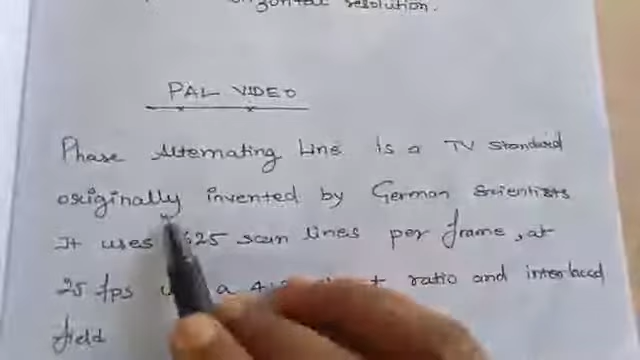 resolution.
PAL VIDEO
Phase Alternating Line is a TV standard
originally invented by German Scientists
It uses 625 scan lines per frame, at
25 fps a ratio and interlaced
field